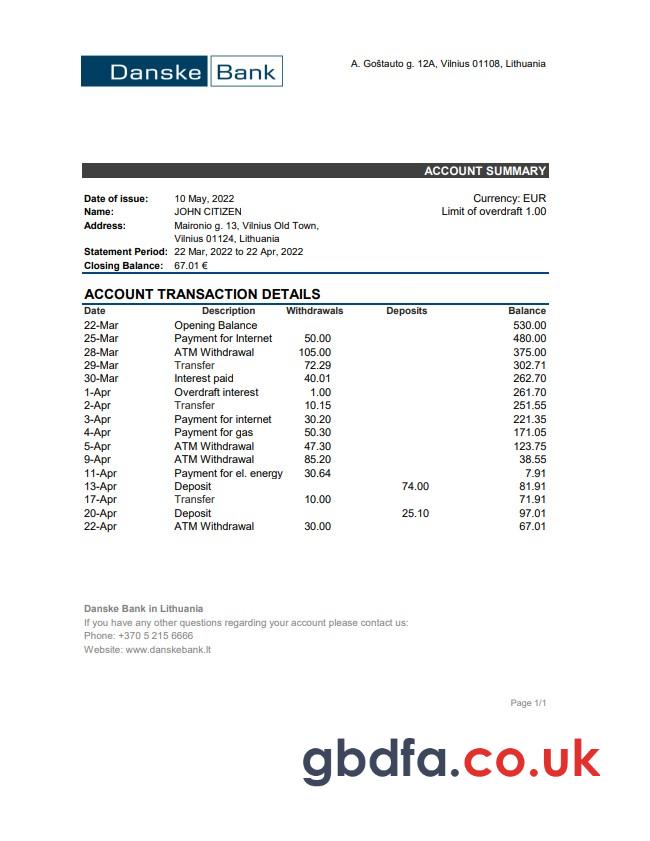 Danske Bank
A. Goštauto g. 12A, Vilnius 01108, Lithuania
ACCOUNT SUMMARY
Date of issue: 10 May, 2022 Currency: EUR
Name: JOHN CITIZEN Limit of overdraft 1.00
Address: Maironio g. 13, Vilnius Old Town,
Vilnius 01124, Lithuania
Statement Period: 22 Mar, 2022 to 22 Apr, 2022
Closing Balance: 67.01 €
ACCOUNT TRANSACTION DETAILS
Date Description Withdrawals Deposits Balance
22-Mar Opening Balance 530.00
25-Mar Payment for Internet 50.00 480.00
28-Mar ATM Withdrawal 105.00 375.00
29-Mar Transfer 72.29 302.71
30-Mar Interest paid 40.01 262.70
1-Apr Overdraft interest 1.00 261.70
2-Apr Transfer 10.15 251.55
3-Apr Payment for internet 30.20 221.35
4-Apr Payment for gas 50.30 171.05
5-Apr ATM Withdrawal 47.30 123.75
9-Apr ATM Withdrawal 85.20 38.55
11-Apr Payment for el. energy 30.64 7.91
13-Apr Deposit 74.00 81.91
17-Apr Transfer 10.00 71.91
20-Apr Deposit 25.10 97.01
22-Apr ATM Withdrawal 30.00 67.01
Danske Bank in Lithuania
If you have any other questions regarding your account please contact us:
Phone: +370 5 215 6666
Website: www.danskebank.lt
Page 1/1
gbdfa.co.uk